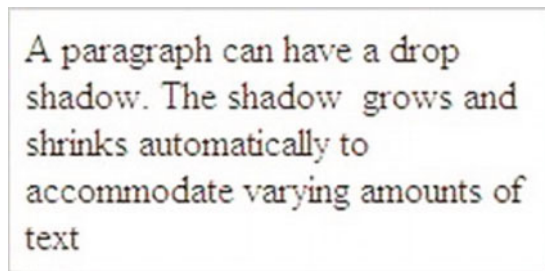 A paragraph can have a drop
shadow. The shadow  grows and
shrinks automatically to
accommodate varying amounts of
text